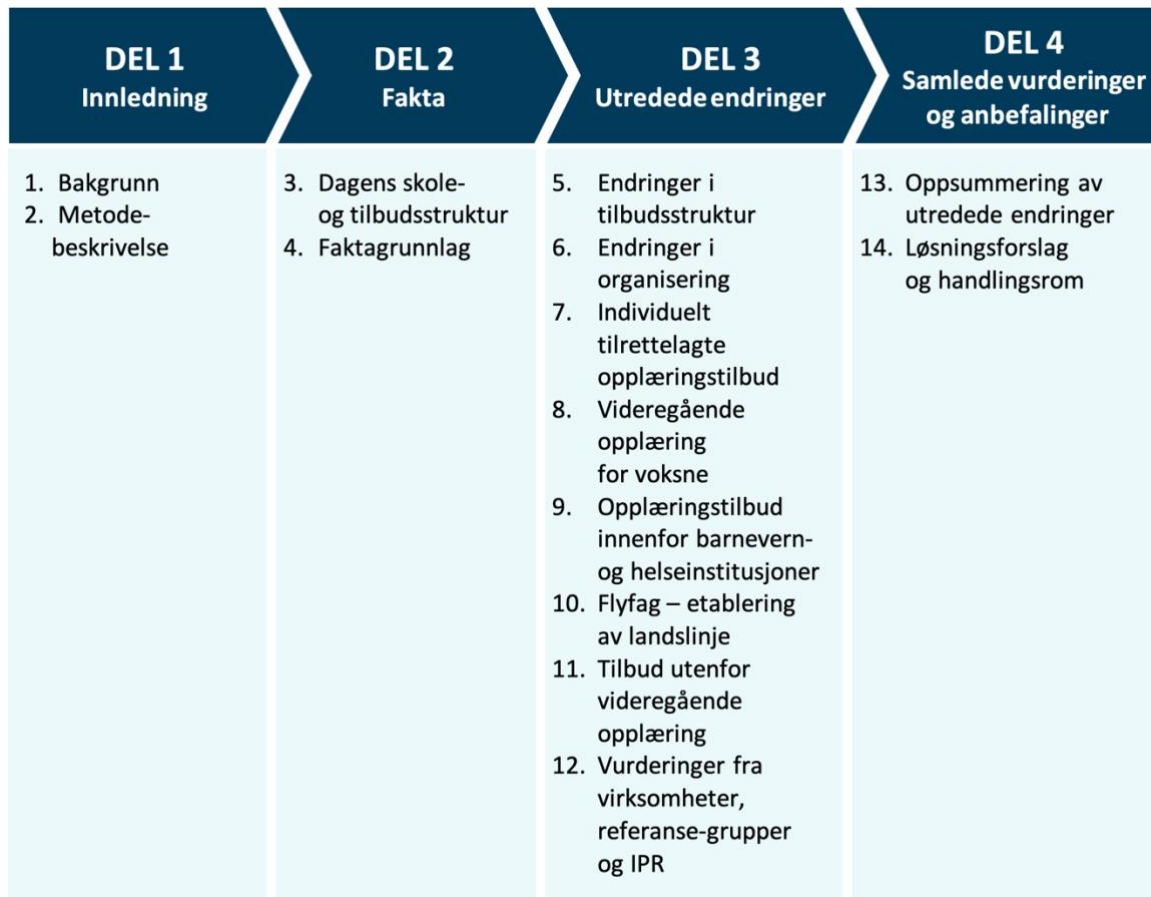 DEL 1
Innledning
DEL 2
Fakta
DEL 3
Utredede endringer
DEL 4
Samlede vurderinger
og anbefalinger
1. Bakgrunn
2. Metode-
beskrivelse
3. Dagens skole-
og tilbudsstruktur
4. Faktagrunnlag
5. Endringer i
tilbudsstruktur
6. Endringer i
organisering
7. Individuelt
tilrettelagte
opplæringstilbud
8. Videregående
opplæring
for voksne
9. Opplæringstilbud
innenfor barnevern-
og helseinstitusjoner
10. Flyfag – etablering
av landslinje
11. Tilbud utenfor
videregående
opplæring
12. Vurderinger fra
virksomheter,
referanse-grupper
og IPR
13. Oppsummering av
utredede endringer
14. Løsningsforslag
og handlingsrom